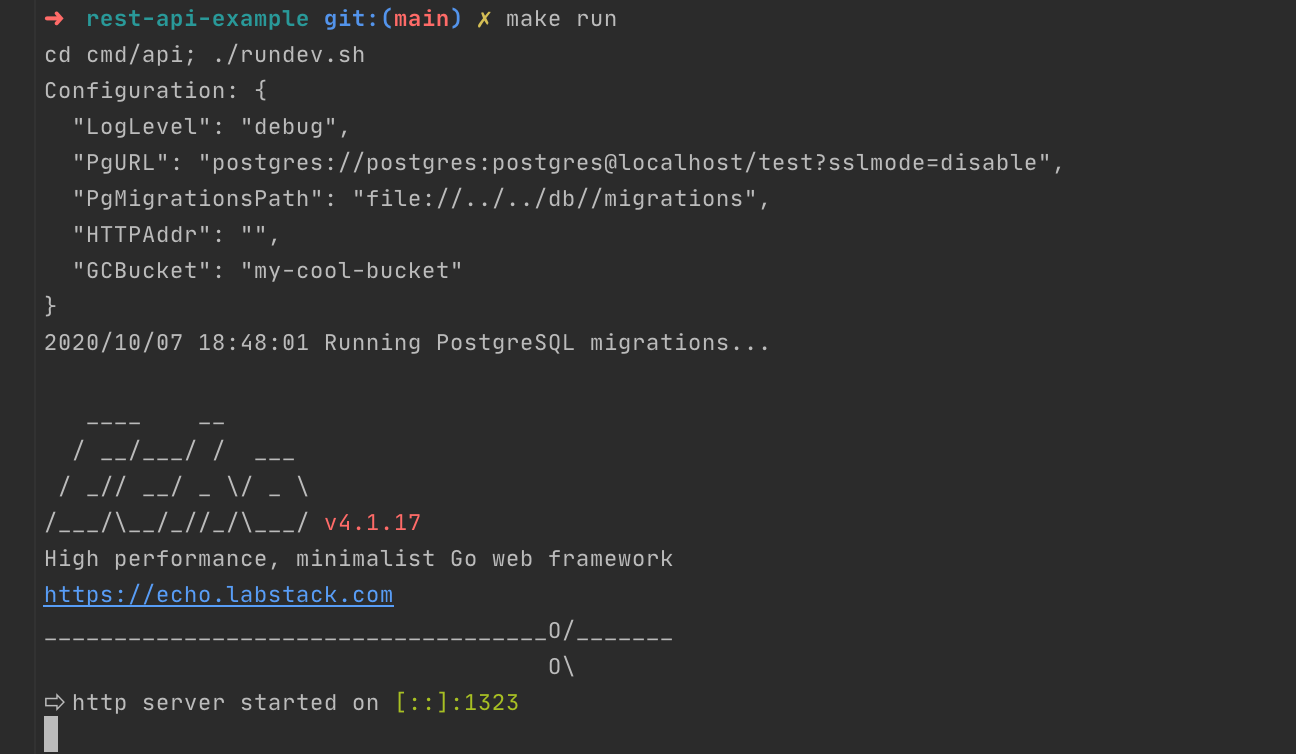 ➜  rest-api-example git:(main) ✗ make run
cd cmd/api; ./rundev.sh
Configuration: {
  "LogLevel": "debug",
  "PgURL": "postgres://postgres:postgres@localhost/test?sslmode=disable",
  "PgMigrationsPath": "file://../../db//migrations",
  "HTTPAddr": "",
  "GCBucket": "my-cool-bucket"
}
2020/10/07 18:48:01 Running PostgreSQL migrations...

   ____    __
  / __/___/ /  ___
 / _// __/ _ \/ _ \
/___/\__/_//_/\___/ v4.1.17
High performance, minimalist Go web framework
https://echo.labstack.com
____________________________________O/_______
                                    O\
⇨ http server started on [::]:1323